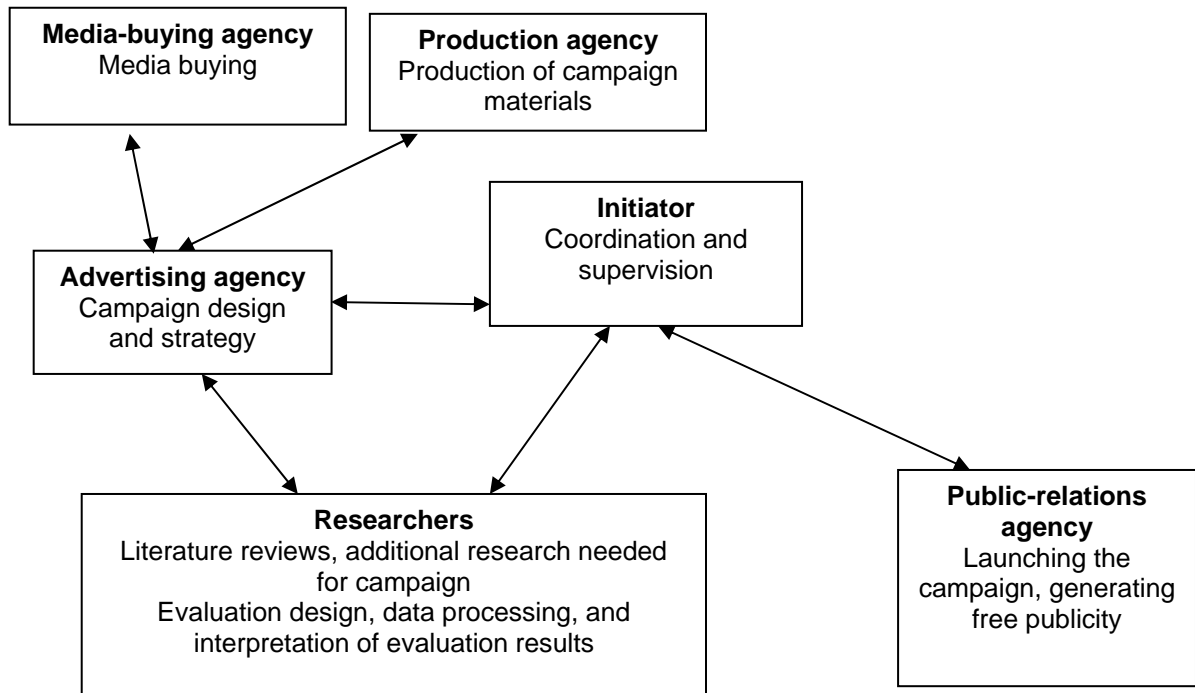 Media-buying agency
Media buying
Production agency
Production of campaign
materials
Initiator
Coordination and
supervision
Advertising agency
Campaign design
and strategy
Researchers
Literature reviews, additional research needed
for campaign
Evaluation design, data processing, and
interpretation of evaluation results
Public-relations
agency
Launching the
campaign, generating
free publicity